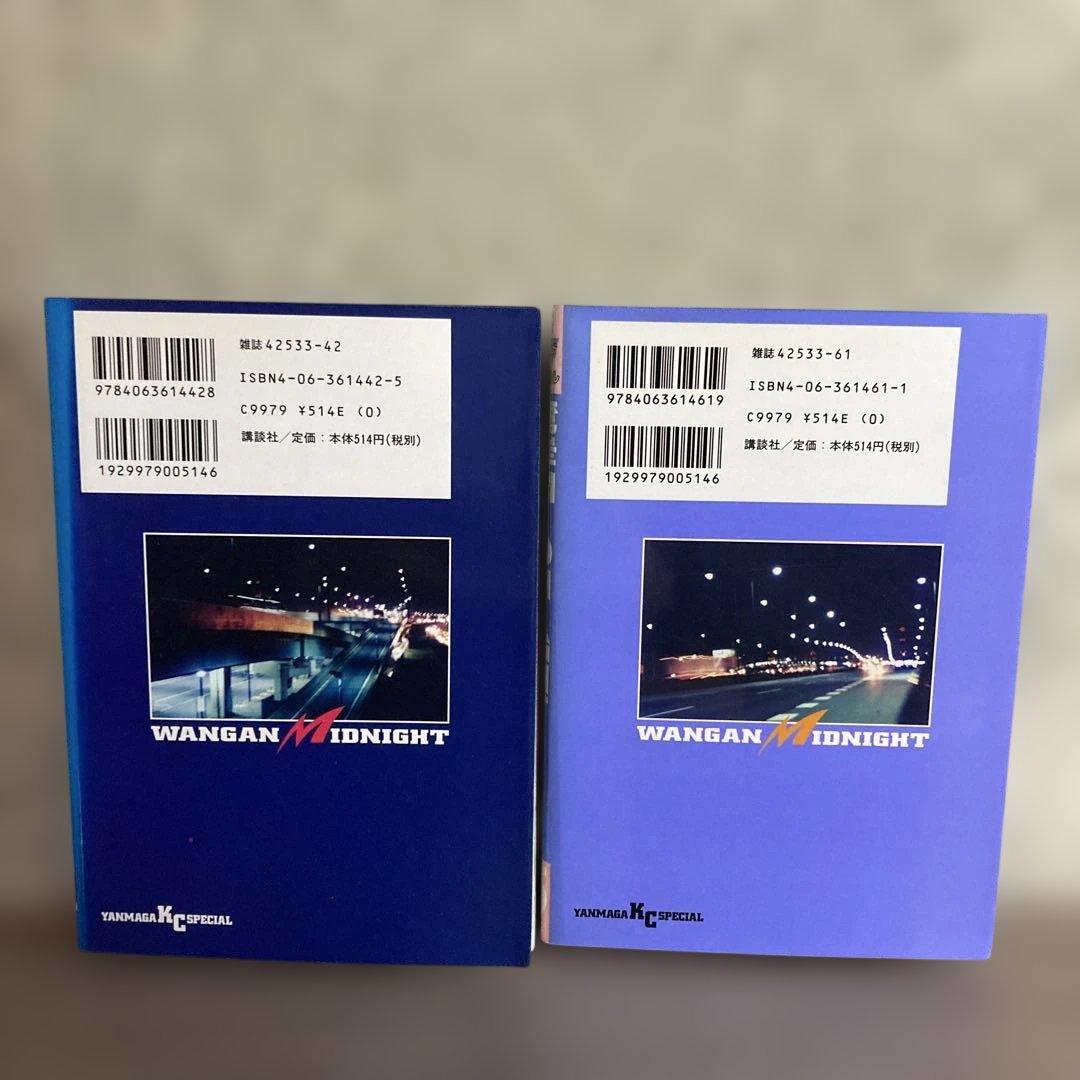 雑誌42533-42
9784063614428
ISBN4-06-361442-5
C9979 ¥514E (0)
講談社／定価：本体514円(税別)
1929979005146
WANGAN MIDNIGHT
YANMAGA KC SPECIAL
雑誌42533-61
9784063614619
ISBN4-06-361461-1
C9979 ¥514E (0)
講談社／定価：本体514円(税別)
1929979005146
WANGAN MIDNIGHT
YANMAGA KC SPECIAL